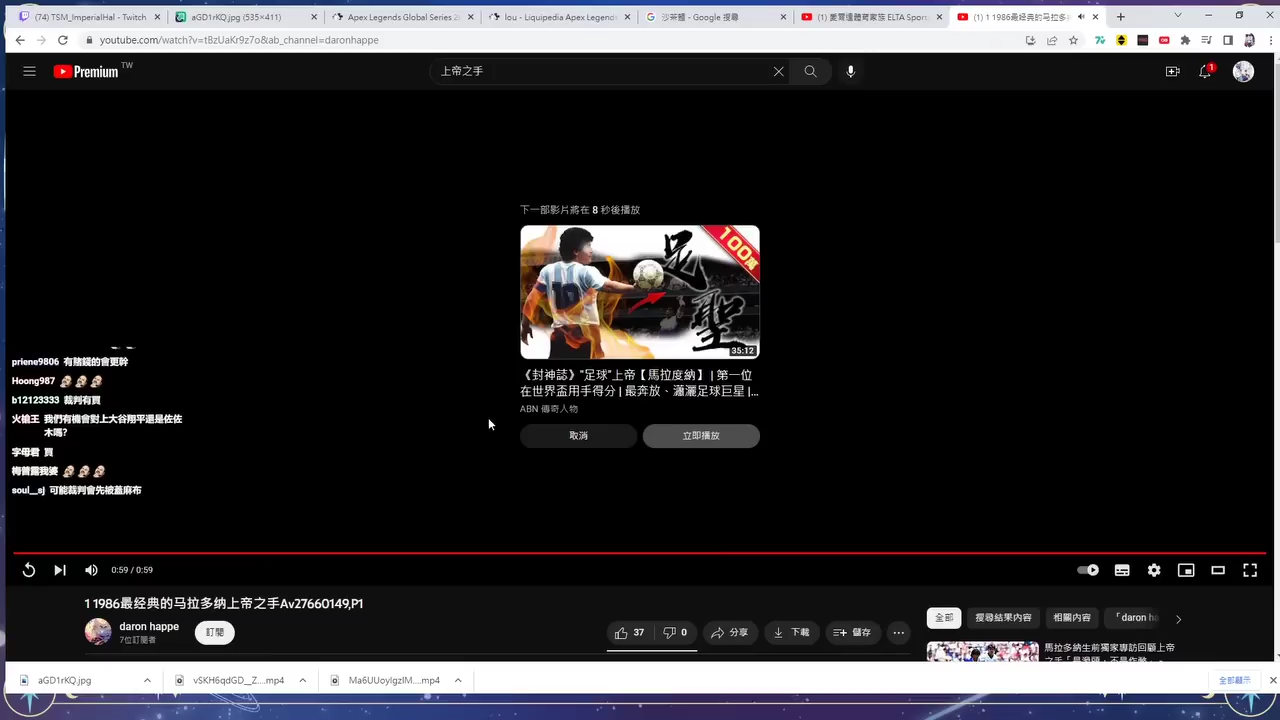 (74) TSM_ImperialHal - Twitch
aGD1rKQ.jpg (535×411)
Apex Legends Global Series 2
lou - Liquipedia Apex Legend
沙茶麵 - Google 搜尋
(1) 愛爾達體育家族 ELTA Sport
(1) 1 1986最经典的马拉多
youtube.com/watch?v=tBzUaKr9z7o&ab_channel=daronhappe
Premium TW
上帝之手
1
下一部影片將在 8 秒後播放
100萬
足聖
10
35:12
《封神誌》"足球"上帝【馬拉度納】 | 第一位
在世界盃用手得分 | 最奔放、瀟灑足球巨星 |...
ABN 傳奇人物
取消
立即播放
priene9806 有賭錢的會更幹
Hoong987
b12123333 裁判有買
火槍王 我們有機會對上大谷翔平還是佐佐
木嗎?
字母君 買
梅普露我婆
soul__sj 可能裁判會先被蓋麻布
0:59 / 0:59
1 1986最经典的马拉多纳上帝之手Av27660149,P1
daron happe
7位訂閱者
訂閱
37
0
分享
下載
儲存
全部
搜尋結果內容
相關內容
「daron ha
馬拉多納生前獨家專訪回顧上帝
aGD1rKQ.jpg
vSKH6qdGD__Z....mp4
Ma6UUoylgzIM....mp4
全部顯示